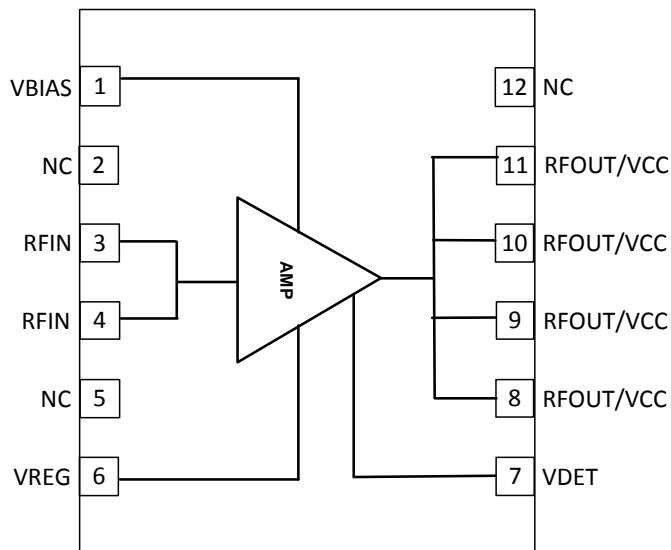 VBIAS 1
NC 2
RFIN 3
RFIN 4
NC 5
VREG 6
AMP
12 NC
11 RFOUT/VCC
10 RFOUT/VCC
9 RFOUT/VCC
8 RFOUT/VCC
7 VDET